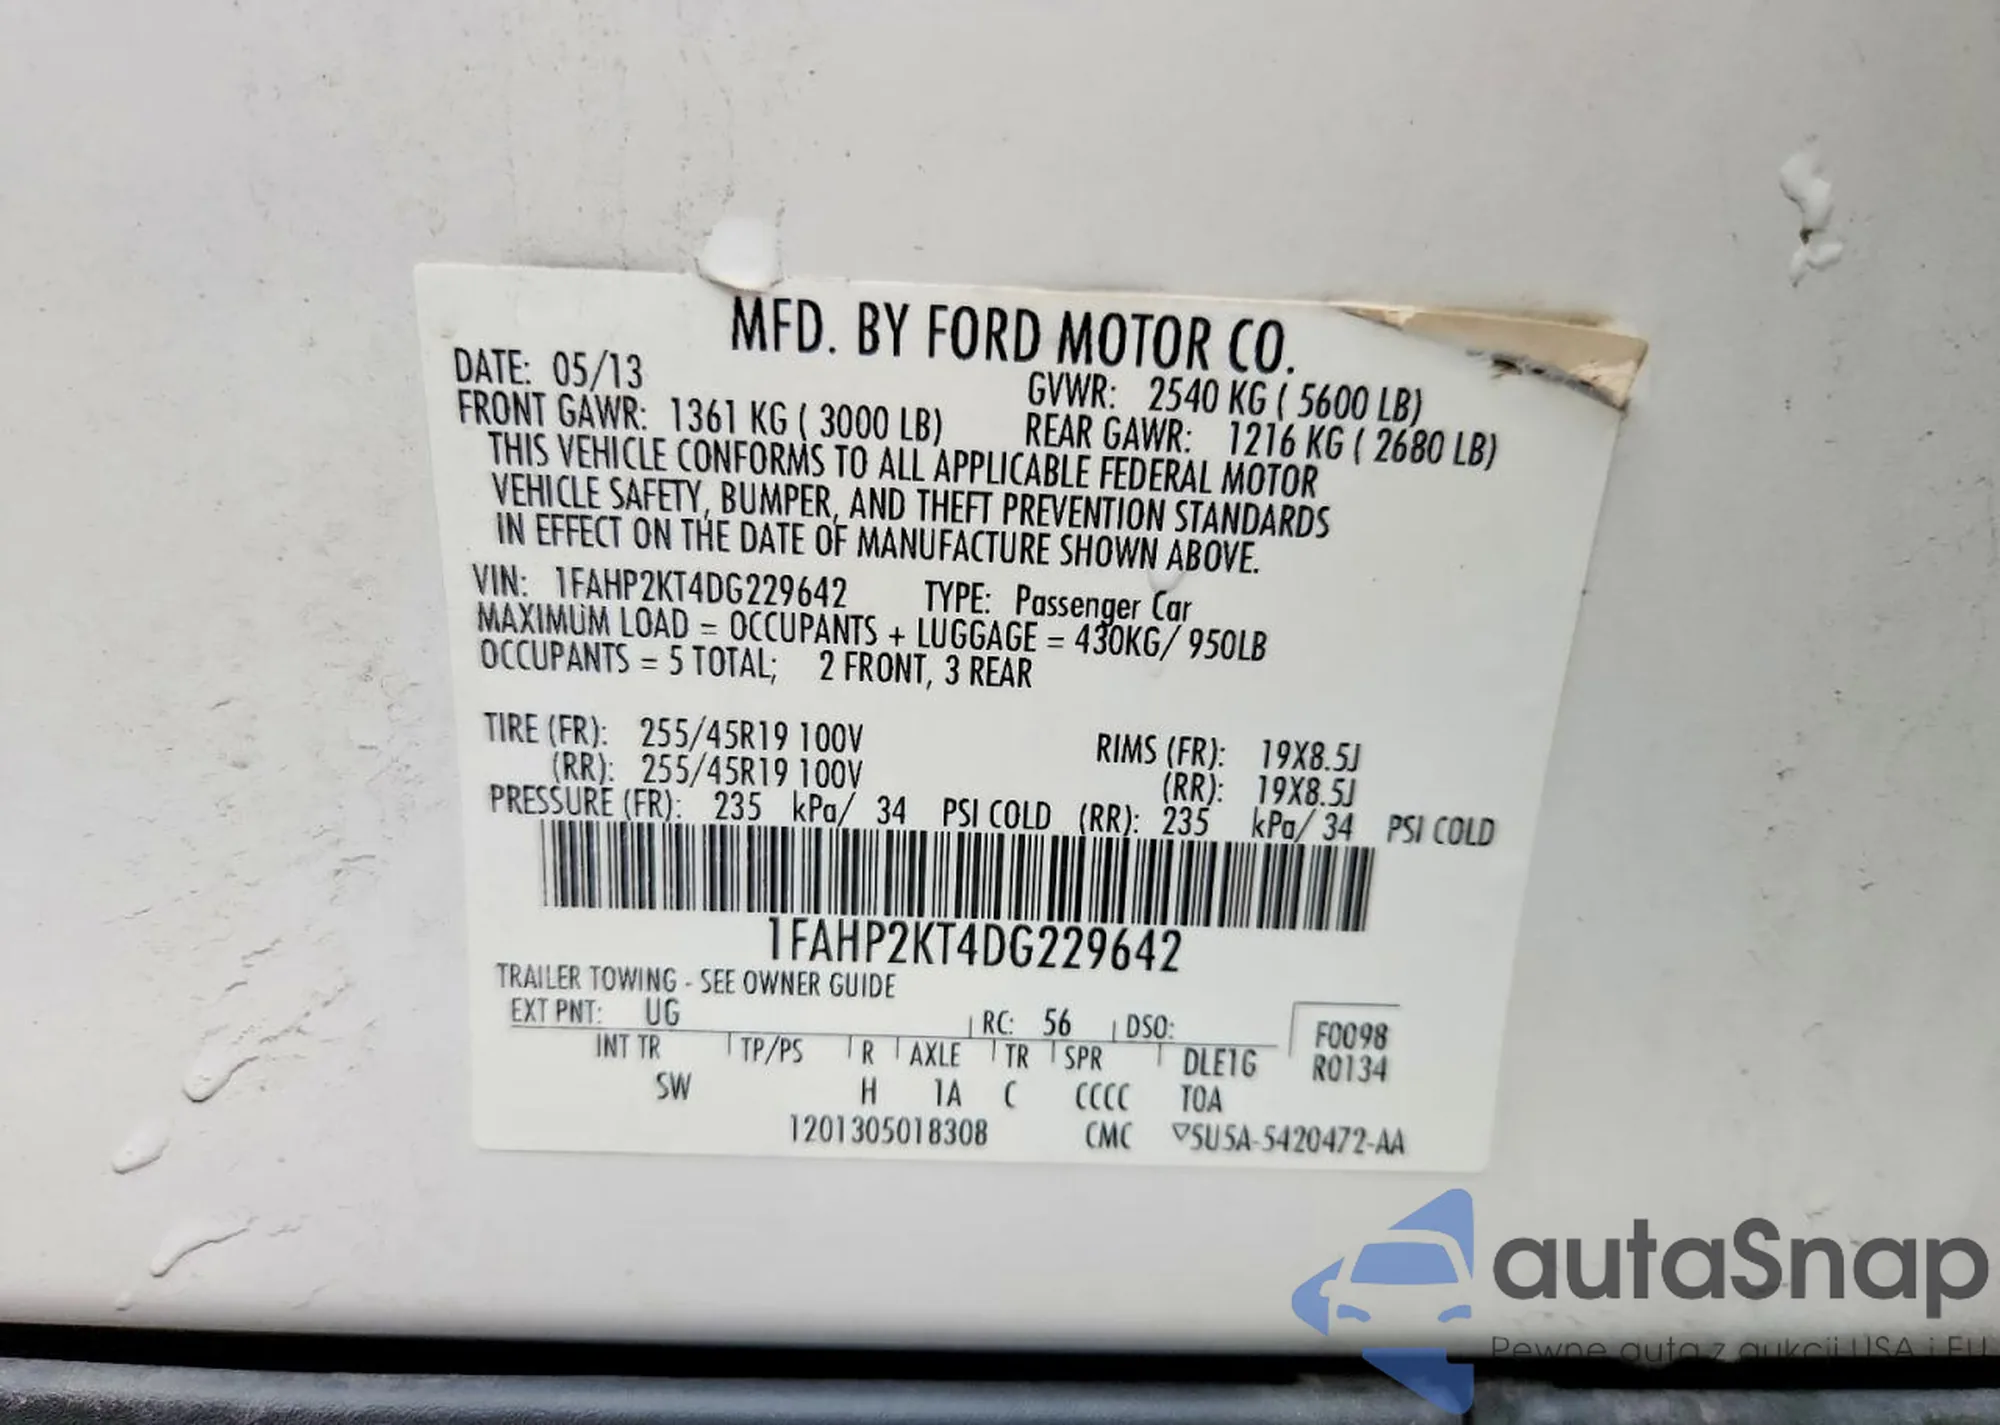 MFD. BY FORD MOTOR CO.
DATE: 05/13
GVWR: 2540 KG ( 5600 LB)
FRONT GAWR: 1361 KG ( 3000 LB)
REAR GAWR: 1216 KG ( 2680 LB)
THIS VEHICLE CONFORMS TO ALL APPLICABLE FEDERAL MOTOR
VEHICLE SAFETY, BUMPER, AND THEFT PREVENTION STANDARDS
IN EFFECT ON THE DATE OF MANUFACTURE SHOWN ABOVE.
VIN: 1FAHP2KT4DG229642 TYPE: Passenger Car
MAXIMUM LOAD = OCCUPANTS + LUGGAGE = 430KG/ 950LB
OCCUPANTS = 5 TOTAL; 2 FRONT, 3 REAR
TIRE (FR): 255/45R19 100V RIMS (FR): 19X8.5J
(RR): 255/45R19 100V (RR): 19X8.5J
PRESSURE (FR): 235 kPa/ 34 PSI COLD (RR): 235 kPa/ 34 PSI COLD
1FAHP2KT4DG229642
TRAILER TOWING - SEE OWNER GUIDE
EXT PNT: UG RC: 56 DSO: F0098
INT TR TP/PS R AXLE TR SPR DLE1G R0134
SW H 1A C CCCC TOA
1201305018308 CMC ▽5U5A-5420472-AA
autaSnap
Pewne auta z aukcji USA i EU